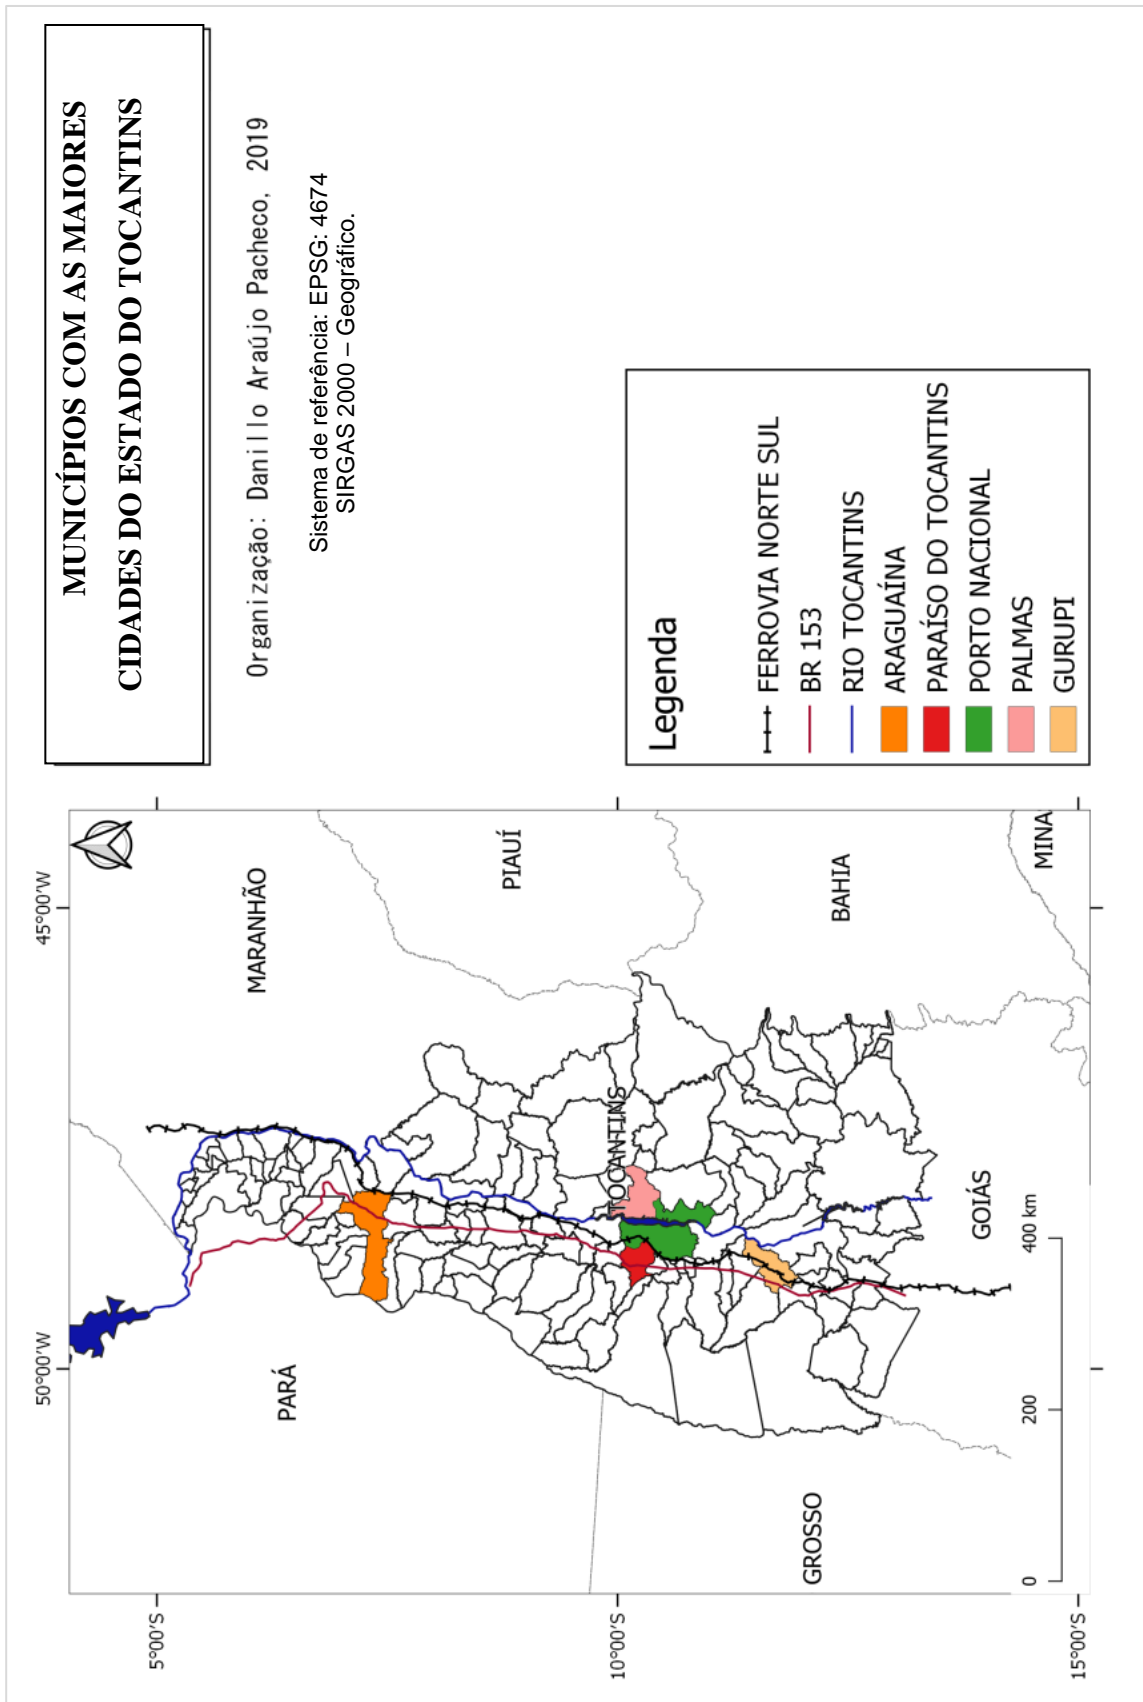 MUNICÍPIOS COM AS MAIORES
CIDADES DO ESTADO DO TOCANTINS
Organização: Danillo Araújo Pacheco, 2019
Sistema de referência: EPSG: 4674
SIRGAS 2000 – Geográfico.
50°00'W
45°00'W
5°00'S
10°00'S
15°00'S
PARÁ
MARANHÃO
PIAUÍ
TOCANTINS
BAHIA
GROSSO
GOIÁS
MINA
0 200 400 km
Legenda
FERROVIA NORTE SUL
BR 153
RIO TOCANTINS
ARAGUAÍNA
PARAÍSO DO TOCANTINS
PORTO NACIONAL
PALMAS
GURUPI